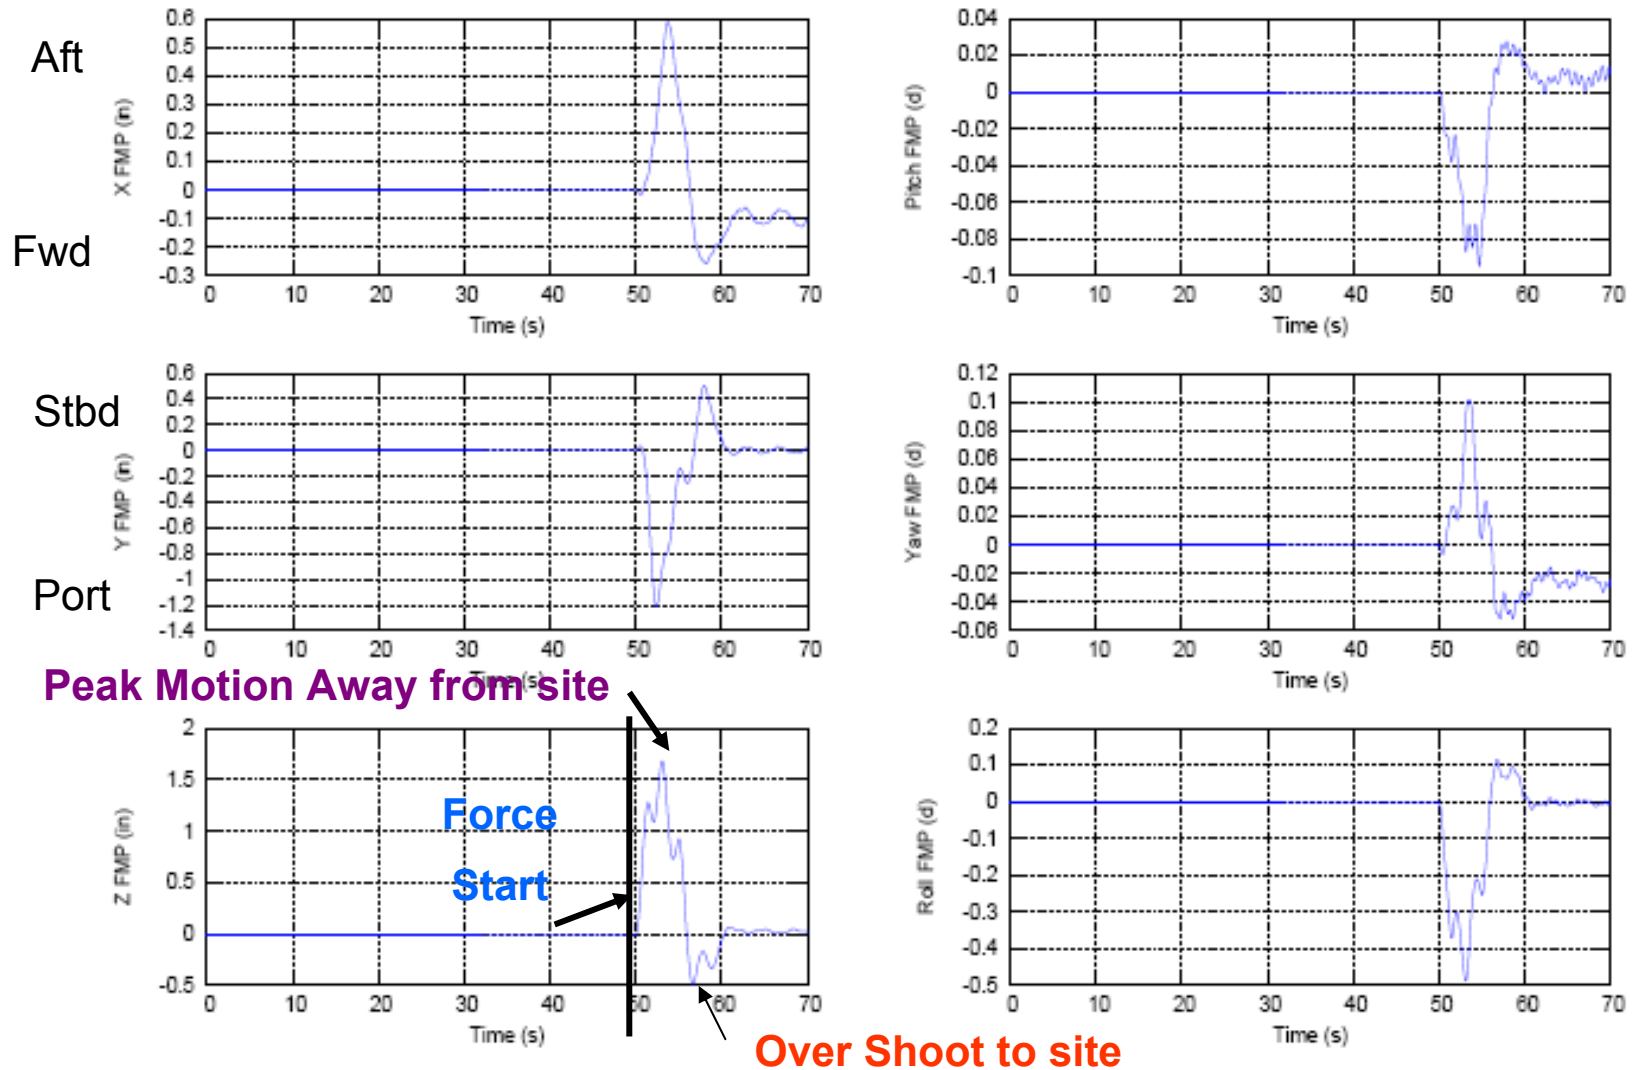 Aft
Fwd
X FMP (in)
0.6
0.5
0.4
0.3
0.2
0.1
0
-0.1
-0.2
-0.3
0 10 20 30 40 50 60 70
Time (s)
Pitch FMP (d)
0.04
0.02
0
-0.02
-0.04
-0.06
-0.08
-0.1
0 10 20 30 40 50 60 70
Time (s)
Stbd
Port
Y FMP (in)
0.6
0.4
0.2
0
-0.2
-0.4
-0.6
-0.8
-1
-1.2
-1.4
0 10 20 30 40 50 60 70
Time (s)
Yaw FMP (d)
0.12
0.1
0.08
0.06
0.04
0.02
0
-0.02
-0.04
-0.06
0 10 20 30 40 50 60 70
Time (s)
Peak Motion Away from site
Z FMP (in)
2
1.5
1
0.5
0
-0.5
Force
Start
0 10 20 30 40 50 60 70
Time (s)
Over Shoot to site
Roll FMP (d)
0.2
0.1
0
-0.1
-0.2
-0.3
-0.4
-0.5
0 10 20 30 40 50 60 70
Time (s)